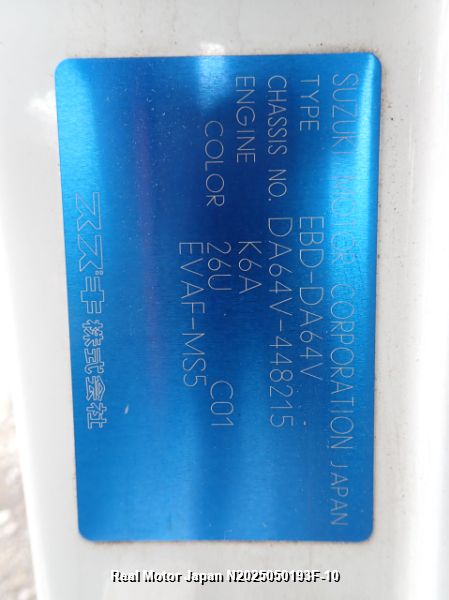 SUZUKI MOTOR CORPORATION JAPAN
TYPE EBD-DA64V
CHASSIS NO. DA64V-448215
ENGINE K6A
COLOR 26U C01
EVAF-MS5
スズキ株式会社
Real Motor Japan N2025050193F-10